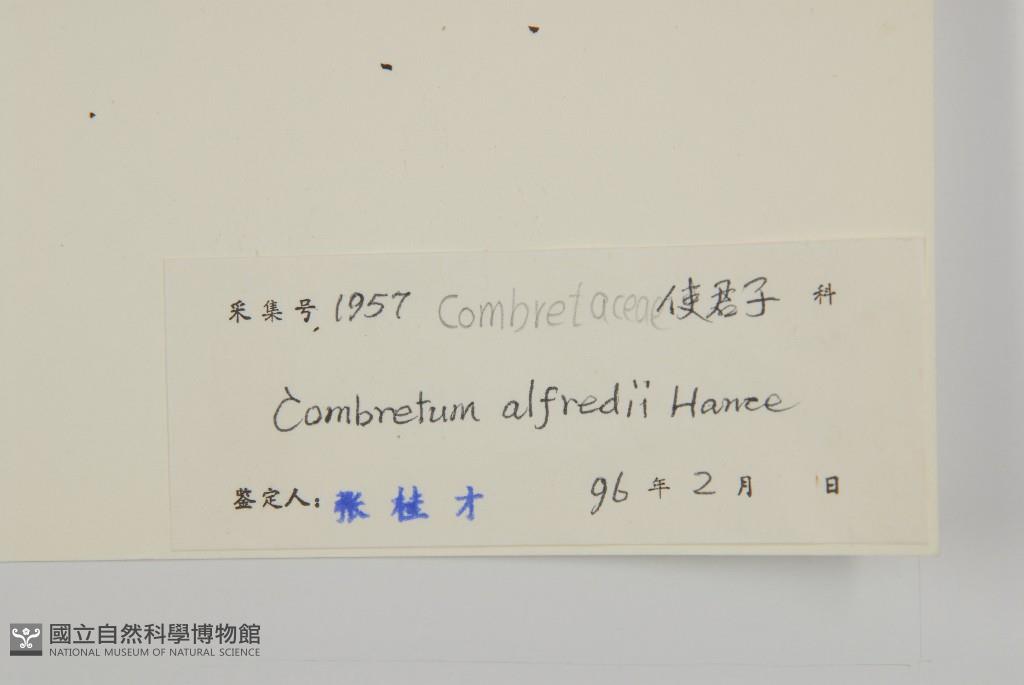 采集号 1957 Combretaceae 使君子 科
Combretum alfredii Hance
鉴定人: 张桂才 96 年 2 月 日
國立自然科學博物館
NATIONAL MUSEUM OF NATURAL SCIENCE